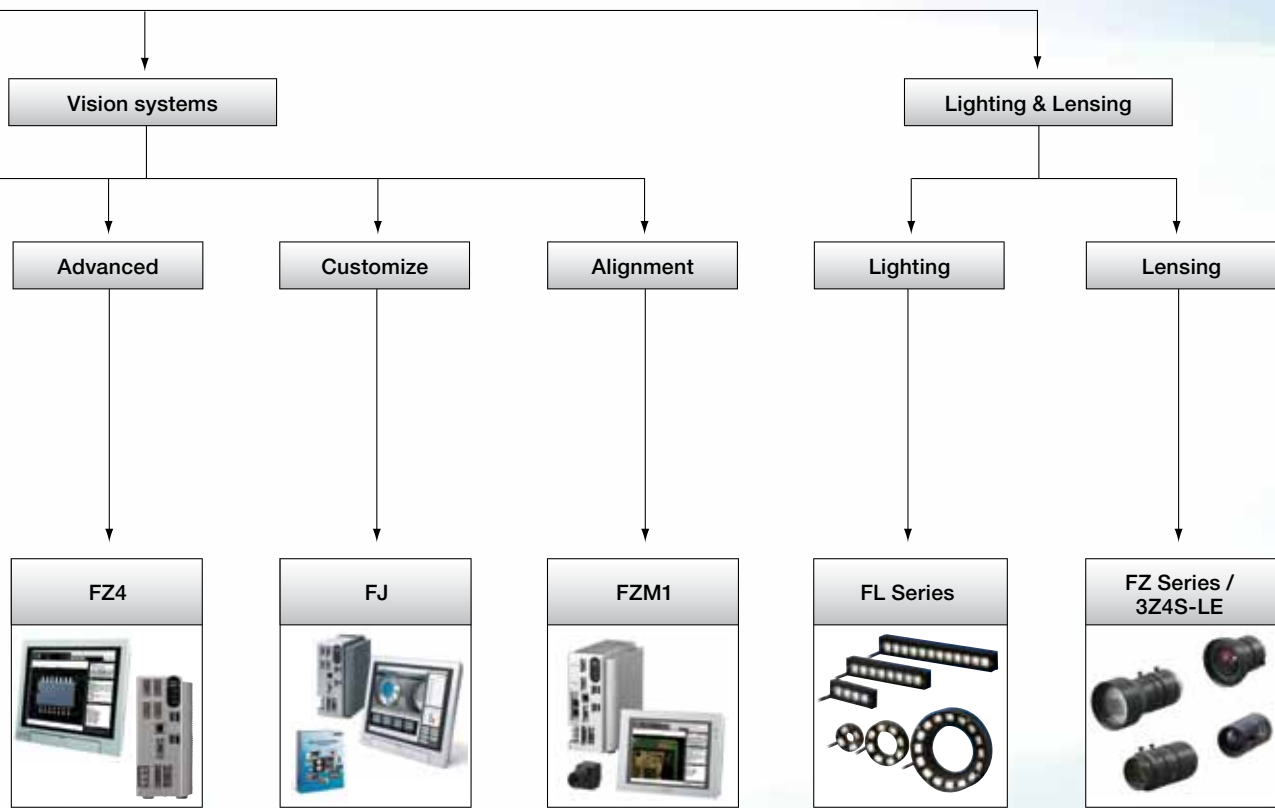 Vision systems
Lighting & Lensing
Advanced
Customize
Alignment
Lighting
Lensing
FZ4
FJ
FZM1
FL Series
FZ Series /
3Z4S-LE